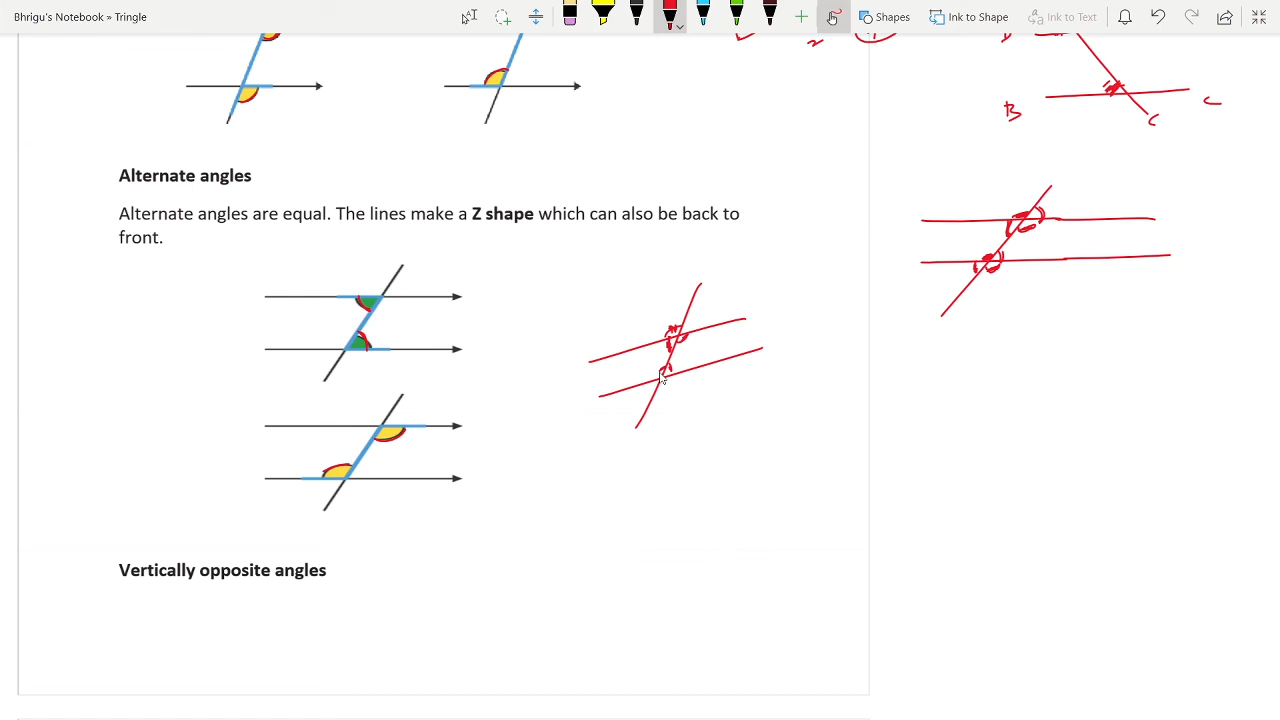 Bhrigu's Notebook » Tringle
Shapes
Ink to Shape
Ink to Text
B
C
C
Alternate angles
Alternate angles are equal. The lines make a Z shape which can also be back to
front.
Vertically opposite angles